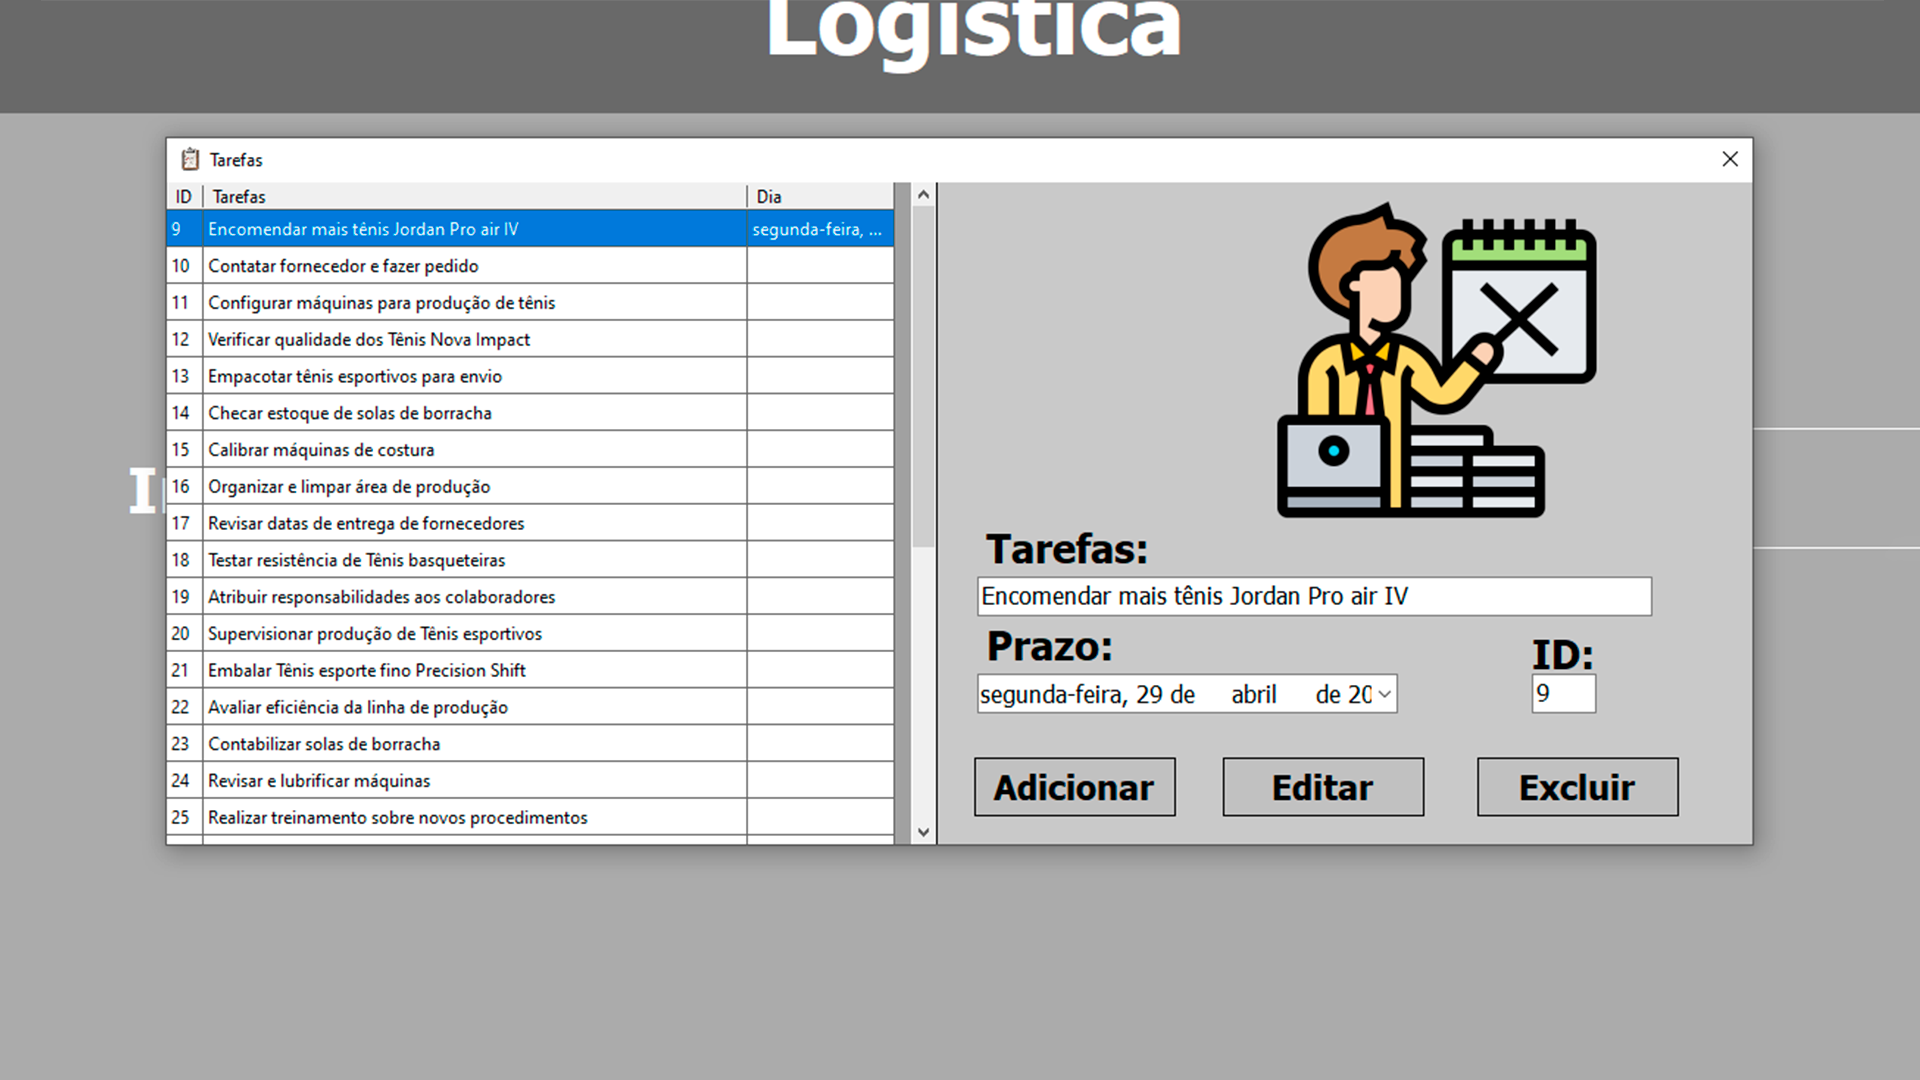 Logística
Tarefas
ID Tarefas Dia
9 Encomendar mais tênis Jordan Pro air IV segunda-feira, ...
10 Contatar fornecedor e fazer pedido
11 Configurar máquinas para produção de tênis
12 Verificar qualidade dos Tênis Nova Impact
13 Empacotar tênis esportivos para envio
14 Checar estoque de solas de borracha
15 Calibrar máquinas de costura
16 Organizar e limpar área de produção
17 Revisar datas de entrega de fornecedores
18 Testar resistência de Tênis basqueteiras
19 Atribuir responsabilidades aos colaboradores
20 Supervisionar produção de Tênis esportivos
21 Embalar Tênis esporte fino Precision Shift
22 Avaliar eficiência da linha de produção
23 Contabilizar solas de borracha
24 Revisar e lubrificar máquinas
25 Realizar treinamento sobre novos procedimentos
Tarefas:
Encomendar mais tênis Jordan Pro air IV
Prazo:
ID:
segunda-feira, 29 de abril de 20
9
Adicionar Editar Excluir